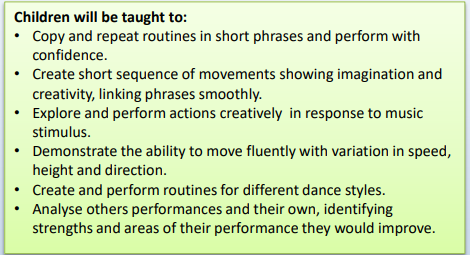 Children will be taught to:
• Copy and repeat routines in short phrases and perform with
confidence.
• Create short sequence of movements showing imagination and
creativity, linking phrases smoothly.
• Explore and perform actions creatively  in response to music
stimulus.
• Demonstrate the ability to move fluently with variation in speed,
height and direction.
• Create and perform routines for different dance styles.
• Analyse others performances and their own, identifying
strengths and areas of their performance they would improve.